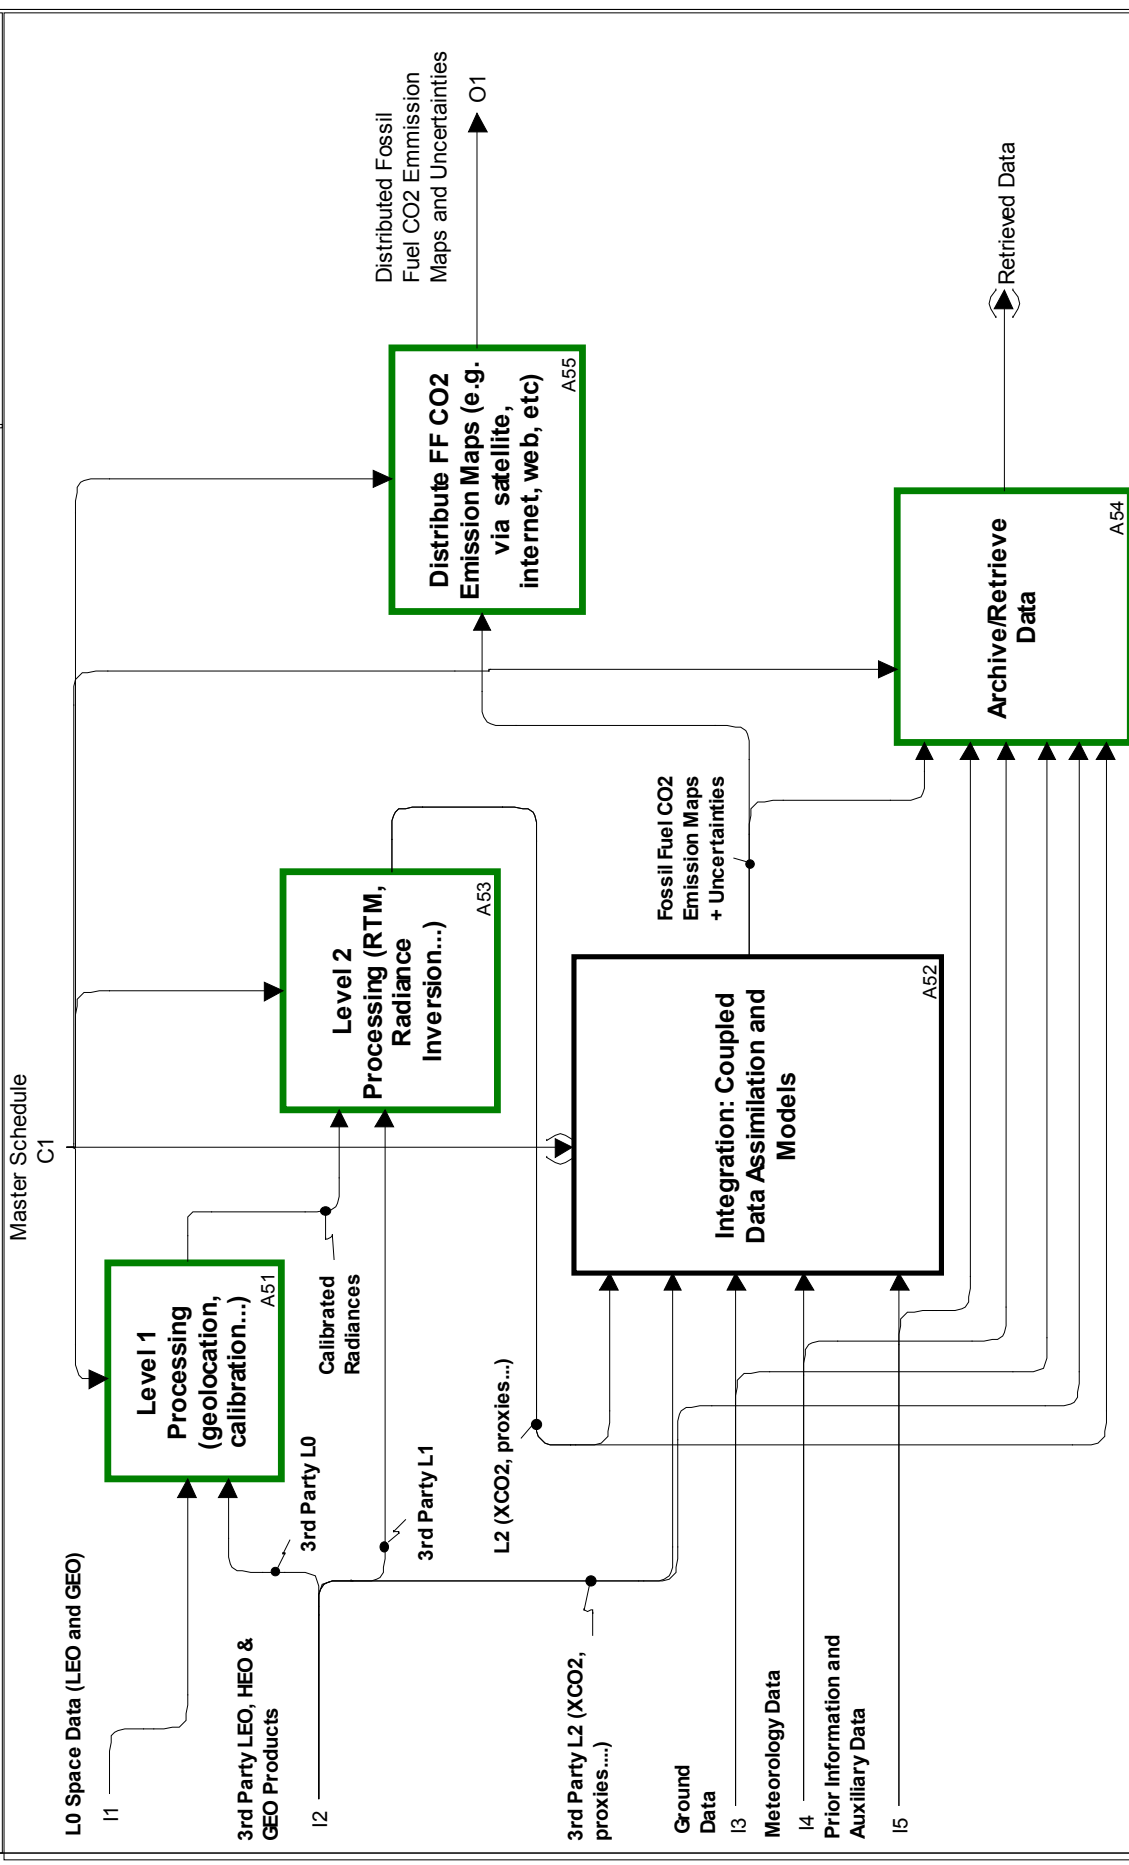 Master Schedule
C1
L0 Space Data (LEO and GEO)
I1
3rd Party LEO, HEO &
GEO Products
I2
3rd Party L0
3rd Party L1
3rd Party L2 (XCO2,
proxies....)
Ground
Data
I3
Meteorology Data
I4
Prior Information and
Auxiliary Data
I5
Level 1
Processing
(geolocation,
calibration...)
A51
Calibrated
Radiances
L2 (XCO2, proxies...)
Level 2
Processing (RTM,
Radiance
Inversion...)
A53
Integration: Coupled
Data Assimilation and
Models
A52
Fossil Fuel CO2
Emission Maps
+ Uncertainties
Distribute FF CO2
Emission Maps (e.g.
via satellite,
internet, web, etc)
A55
Archive/Retrieve
Data
A54
Distributed Fossil
Fuel CO2 Emmission
Maps and Uncertainties
O1
Retrieved Data